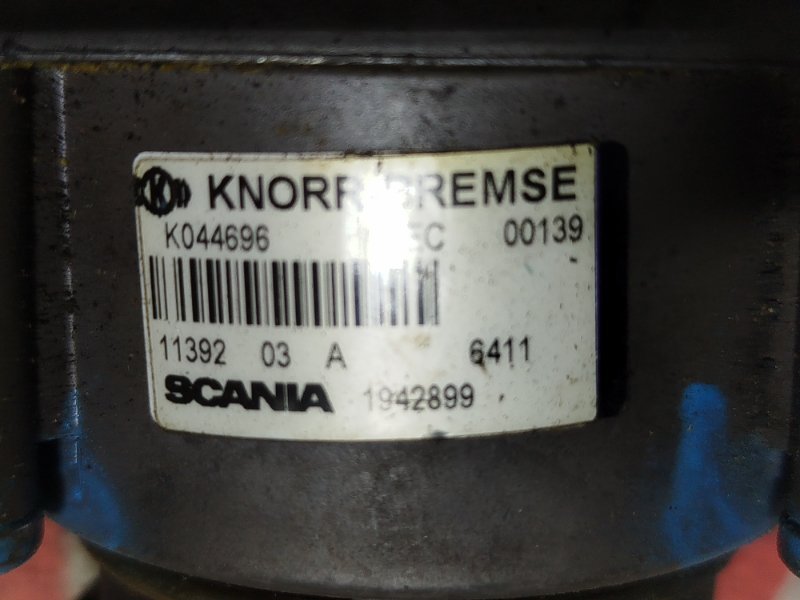 KNORR-BREMSE
K044696 EC 00139
11392 03 A 6411
SCANIA 1942899